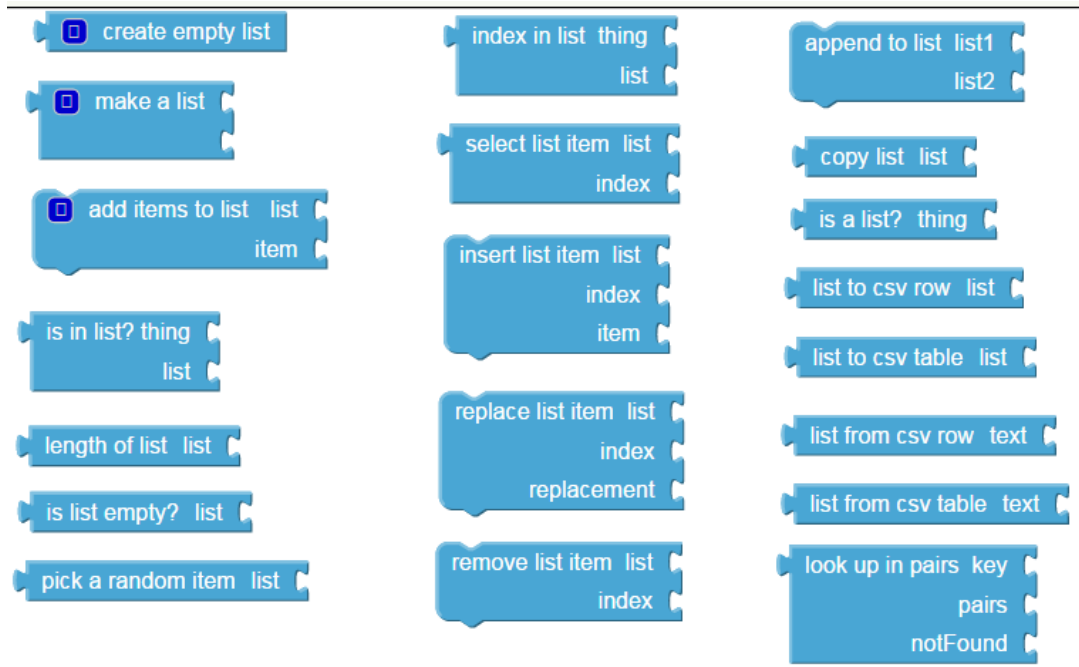 create empty list
make a list
add items to list list
item
is in list? thing
list
length of list list
is list empty? list
pick a random item list
index in list thing
list
select list item list
index
insert list item list
index
item
replace list item list
index
replacement
remove list item list
index
append to list list1
list2
copy list list
is a list? thing
list to csv row list
list to csv table list
list from csv row text
list from csv table text
look up in pairs key
pairs
notFound